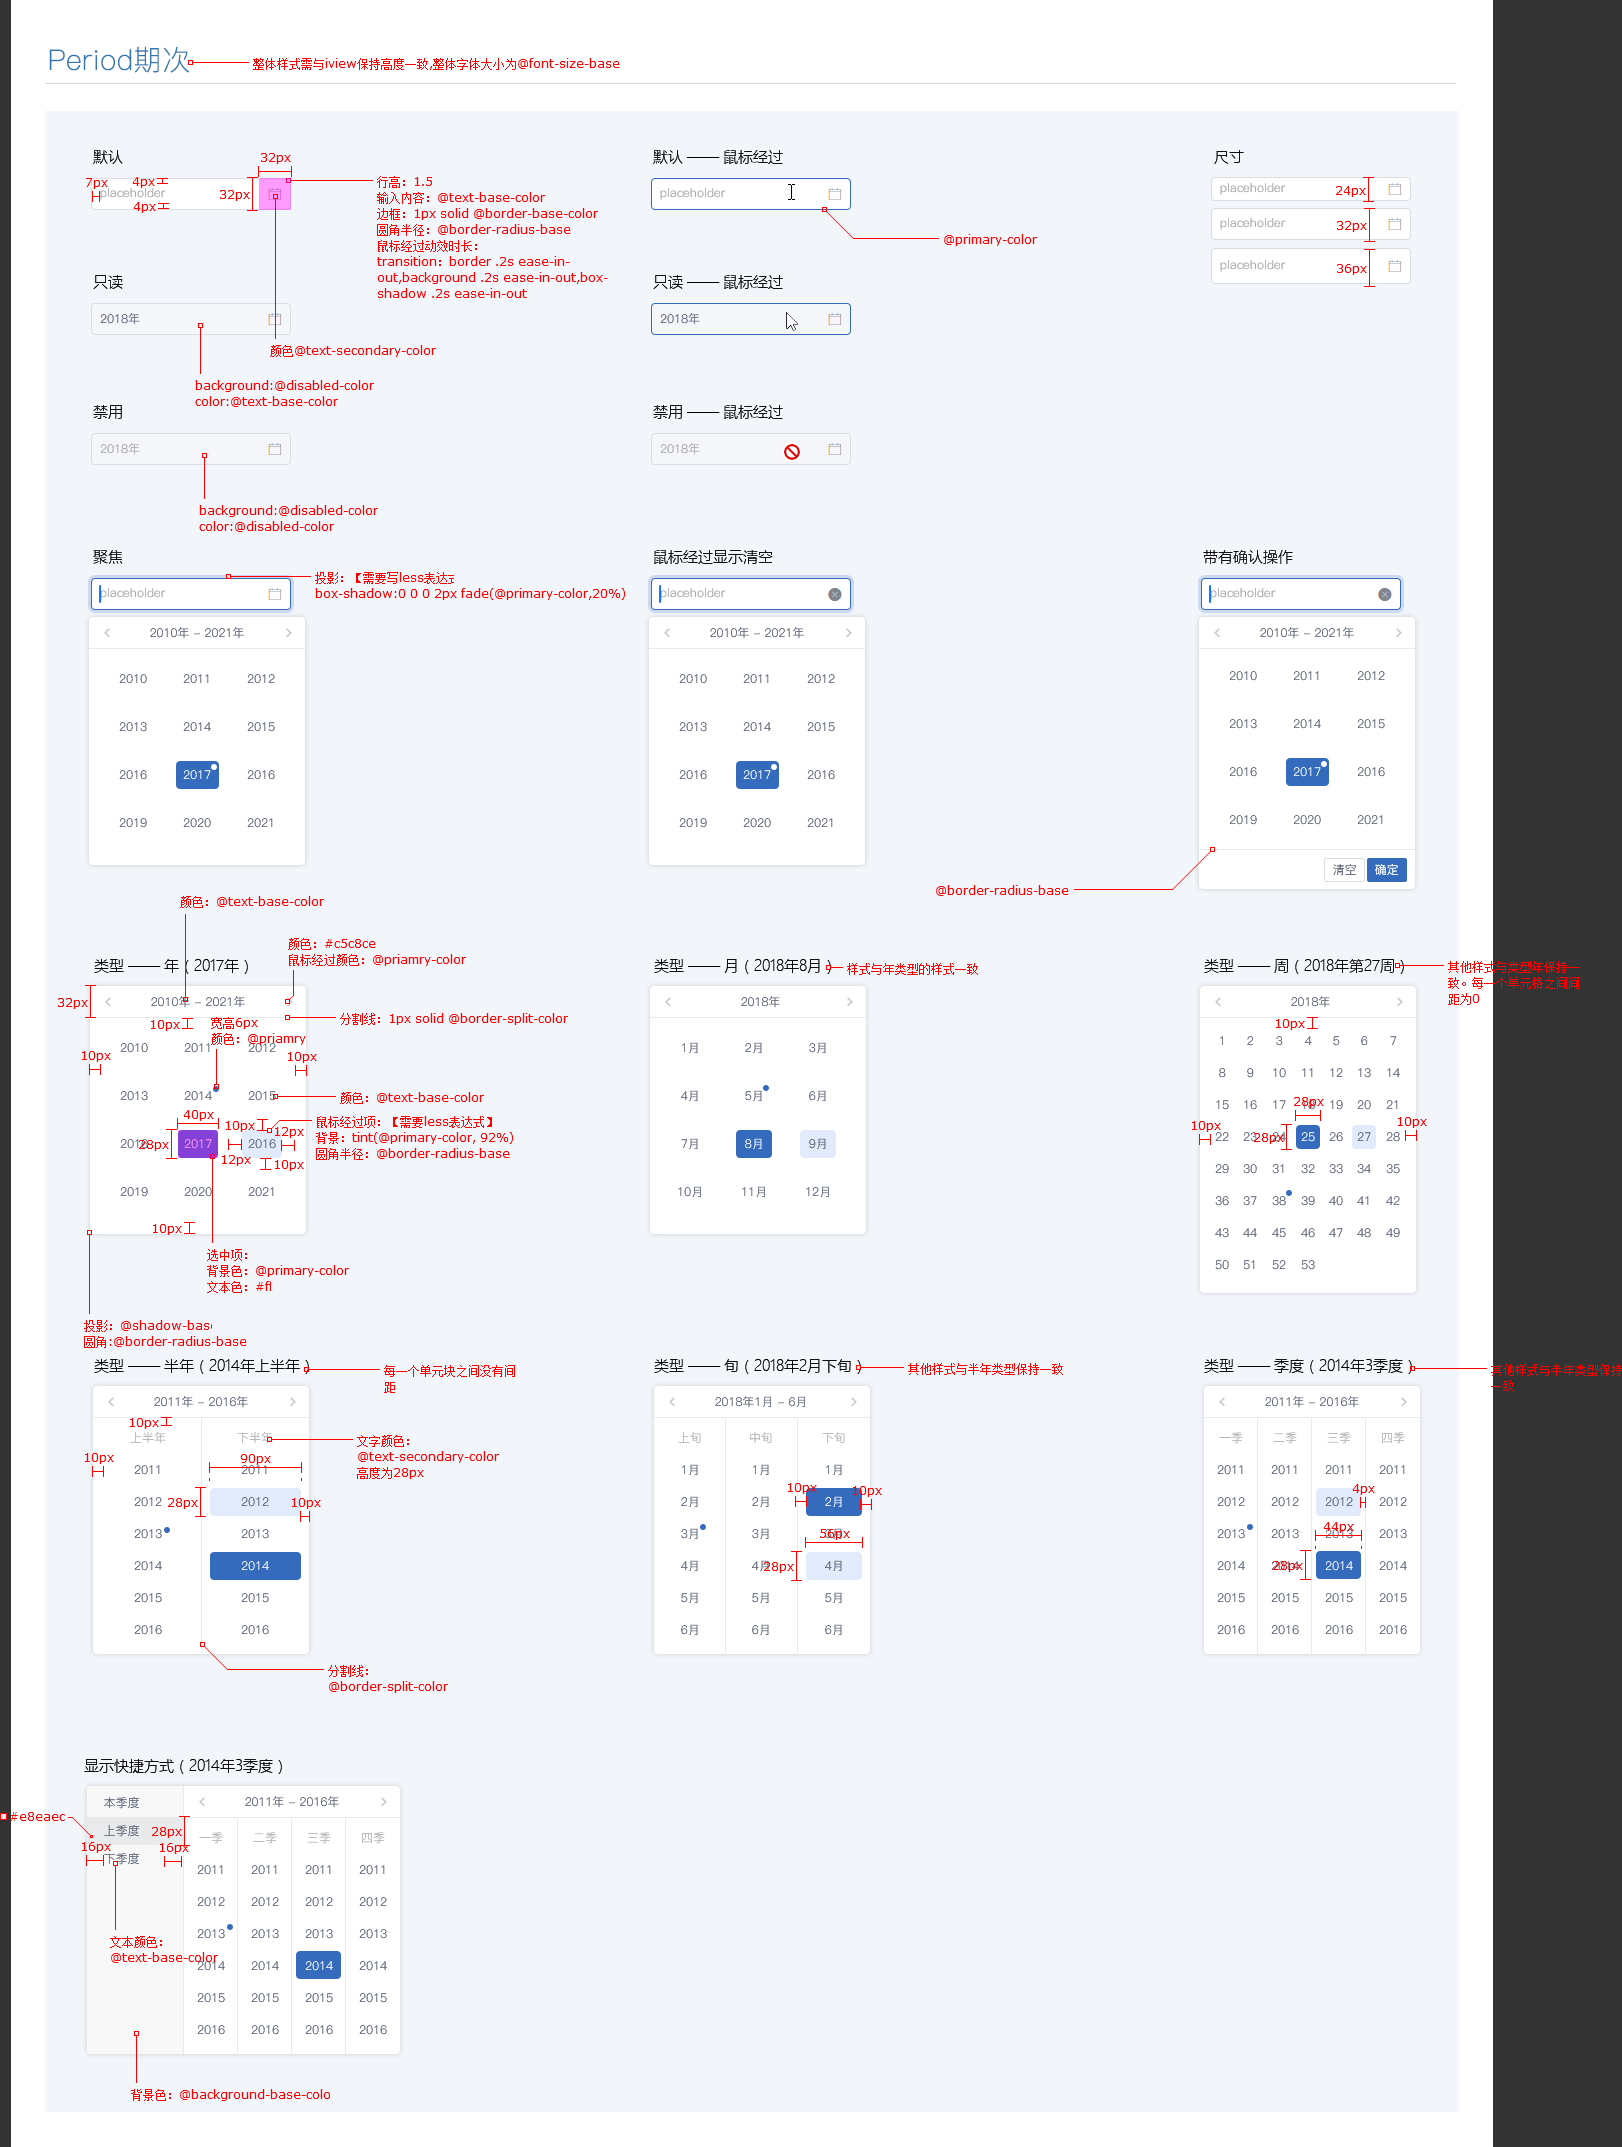 Period期次
整体样式需与iview保持高度一致,整体字体大小为@font-size-base
默认
32px
7px
4px
placeholder
4px
32px
行高：1.5
输入内容：@text-base-color
边框：1px solid @border-base-color
圆角半径：@border-radius-base
鼠标经过动效时长：
transition：border .2s ease-in-
out,background .2s ease-in-out,box-
shadow .2s ease-in-out
默认 —— 鼠标经过
placeholder
@primary-color
尺寸
placeholder
24px
placeholder
32px
placeholder
36px
只读
2018年
颜色@text-secondary-color
background:@disabled-color
color:@text-base-color
只读 —— 鼠标经过
2018年
禁用
2018年
background:@disabled-color
color:@disabled-color
禁用 —— 鼠标经过
2018年
聚焦
placeholder
投影：【需要写less表达式
box-shadow:0 0 0 2px fade(@primary-color,20%)
2010年 – 2021年
2010 2011 2012
2013 2014 2015
2016 2017 2016
2019 2020 2021
鼠标经过显示清空
placeholder
2010年 – 2021年
2010 2011 2012
2013 2014 2015
2016 2017 2016
2019 2020 2021
带有确认操作
placeholder
2010年 – 2021年
2010 2011 2012
2013 2014 2015
2016 2017 2016
2019 2020 2021
清空 确定
@border-radius-base
颜色：@text-base-color
颜色：#c5c8ce
鼠标经过颜色：@priamry-color
类型 —— 年（2017年）
32px
2010年 – 2021年
分割线：1px solid @border-split-color
10px
宽高6px
颜色：@priamry
2010 2011 2012
10px 10px
2013 2014 2015
颜色：@text-base-color
40px
10px
鼠标经过项：【需要less表达式】
背景：tint(@primary-color, 92%)
圆角半径：@border-radius-base
12px
28px
2017 2016
12px
10px
2019 2020 2021
10px
选中项：
背景色：@primary-color
文本色：#ff
投影：@shadow-base
圆角:@border-radius-base
类型 —— 月（2018年8月）
样式与年类型的样式一致
2018年
1月 2月 3月
4月 5月 6月
7月 8月 9月
10月 11月 12月
类型 —— 周（2018年第27周）
其他样式与类型年保持一
致。每一个单元格之间间
距为0
2018年
10px
1 2 3 4 5 6 7
8 9 10 11 12 13 14
28px
15 16 17 18 19 20 21
10px 10px
28px
22 23 24 25 26 27 28
29 30 31 32 33 34 35
36 37 38 39 40 41 42
43 44 45 46 47 48 49
50 51 52 53
类型 —— 半年（2014年上半年）
每一个单元块之间没有间
距
2011年 – 2016年
10px
上半年 下半年
文字颜色：
@text-secondary-color
高度为28px
90px
10px
2011 2011
28px
10px
2012 2012
2013 2013
2014 2014
2015 2015
2016 2016
分割线：
@border-split-color
类型 —— 旬（2018年2月下旬）
其他样式与半年类型保持一致
2018年1月 – 6月
上旬 中旬 下旬
1月 1月 1月
10px 10px
2月 2月 2月
3月 3月 3月
56px
28px
4月 4月 4月
5月 5月 5月
6月 6月 6月
类型 —— 季度（2014年3季度）
其他样式与半年类型保持
一致
2011年 – 2016年
一季 二季 三季 四季
2011 2011 2011 2011
4px
2012 2012 2012 2012
44px
2013 2013 2013 2013
28px
2014 2014 2014 2014
2015 2015 2015 2015
2016 2016 2016 2016
显示快捷方式（2014年3季度）
本季度
上季度
下季度
#e8eaec
28px
16px 16px
2011年 – 2016年
一季 二季 三季 四季
2011 2011 2011 2011
2012 2012 2012 2012
2013 2013 2013 2013
2014 2014 2014 2014
2015 2015 2015 2015
2016 2016 2016 2016
文本颜色：
@text-base-color
背景色：@background-base-colo